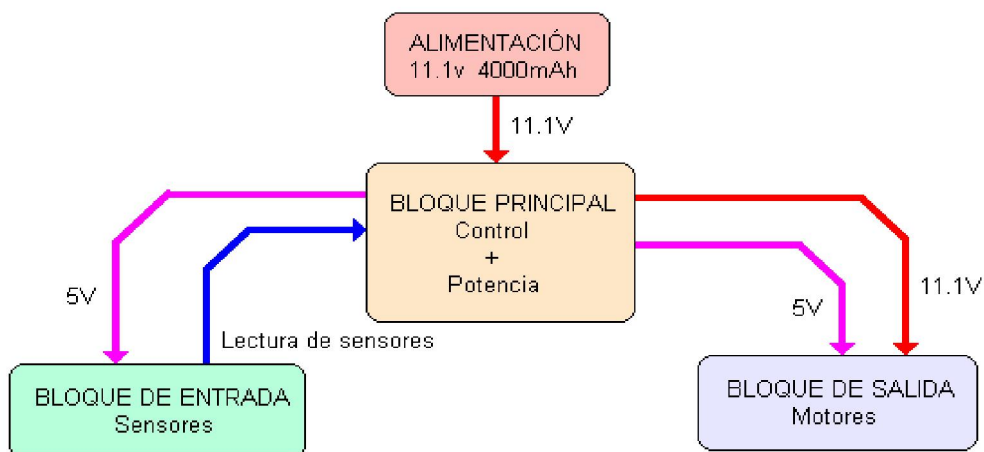 ALIMENTACIÓN
11.1v 4000mAh
11.1V
BLOQUE PRINCIPAL
Control
+
Potencia
5V
Lectura de sensores
5V
11.1V
BLOQUE DE ENTRADA
Sensores
BLOQUE DE SALIDA
Motores